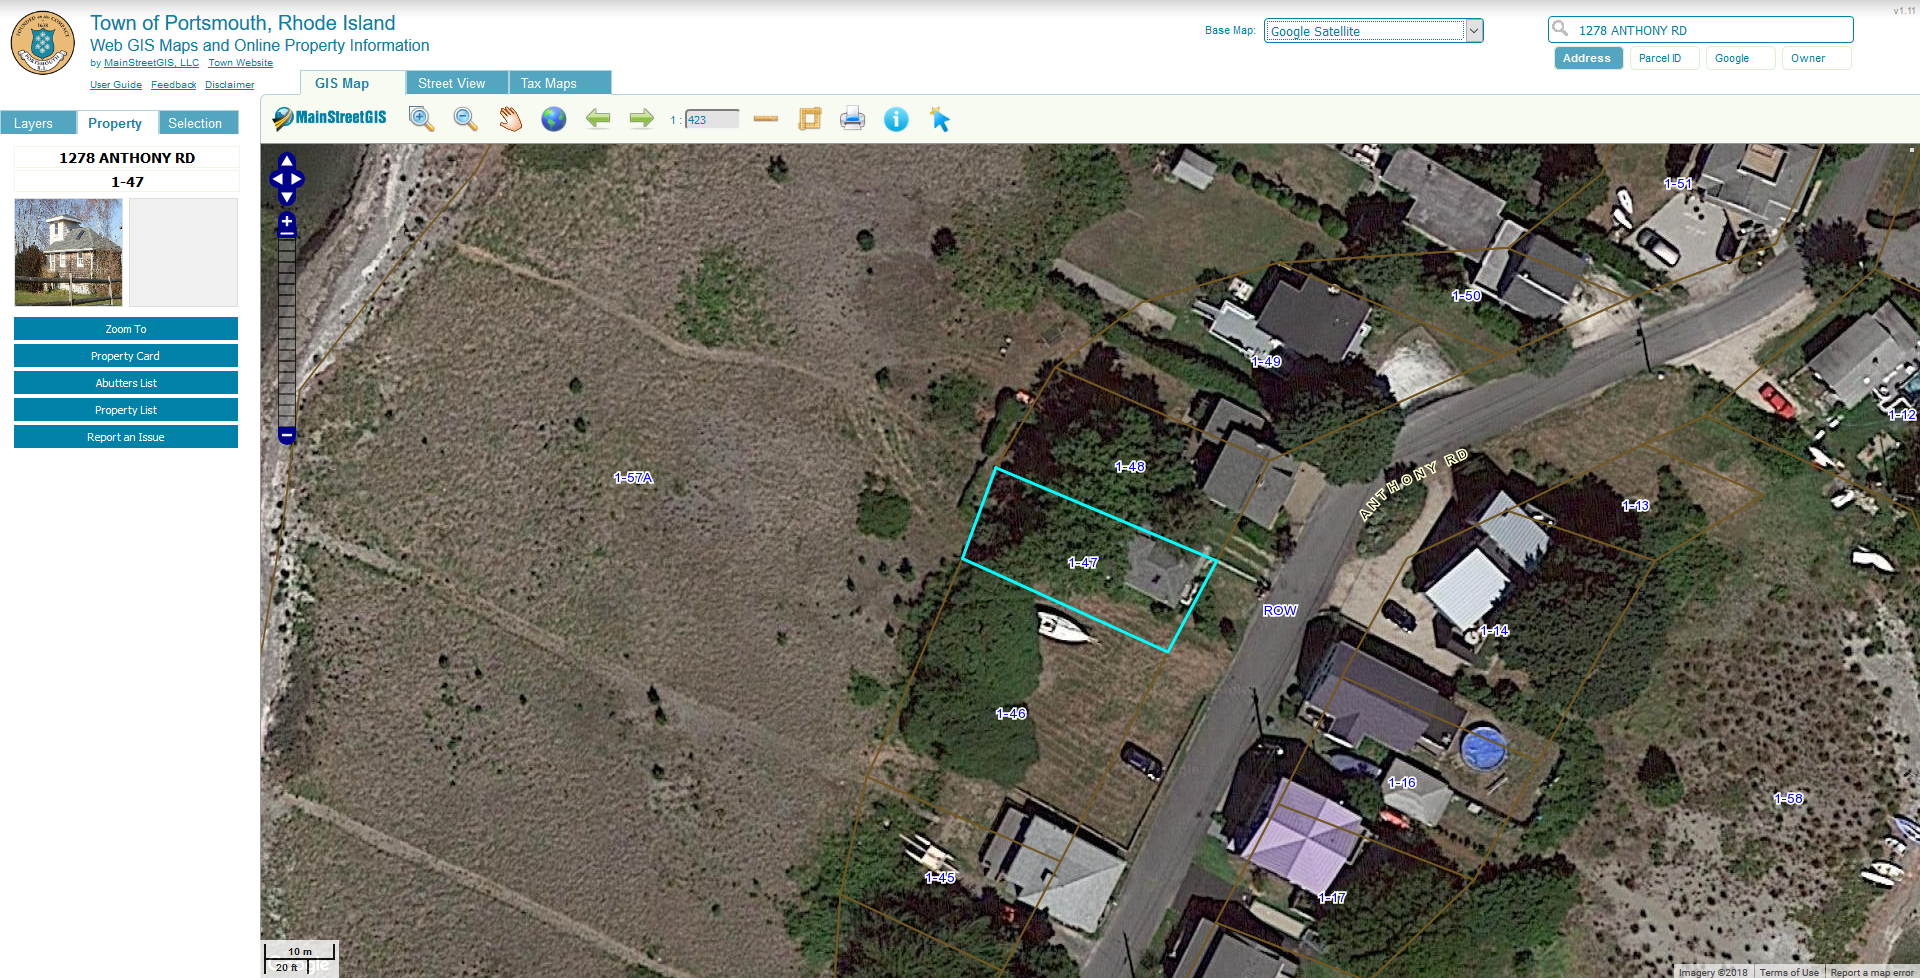 Town of Portsmouth, Rhode Island
Web GIS Maps and Online Property Information
by MainStreetGIS, LLC Town Website
User Guide Feedback Disclaimer
v1.11
Base Map: Google Satellite
1278 ANTHONY RD
Address Parcel ID Google Owner
GIS Map Street View Tax Maps
Layers Property Selection
MainStreetGIS
1 : 423
1278 ANTHONY RD
1-47
Zoom To
Property Card
Abutters List
Property List
Report an Issue
1-51
1-50
1-49
1-12
1-48
1-57A
ANTHONY RD
1-13
1-47
ROW
1-14
1-46
1-16
1-58
1-45
1-17
10 m
20 ft
Imagery ©2018 Terms of Use Report a map error